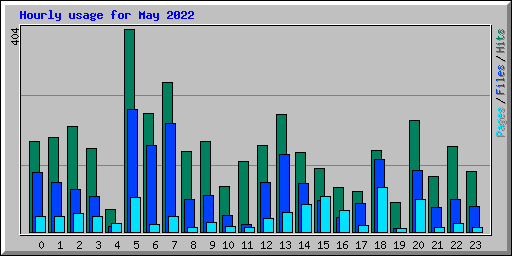 Hourly usage for May 2022
404
Pages / Files / Hits
0 1 2 3 4 5 6 7 8 9 10 11 12 13 14 15 16 17 18 19 20 21 22 23